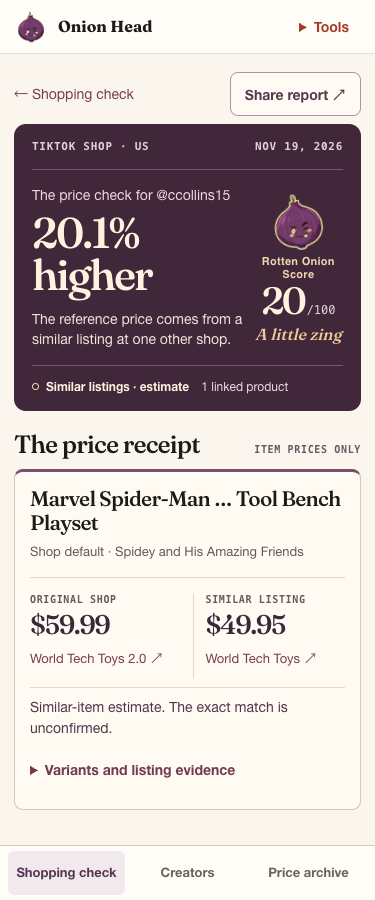 Onion Head
▶ Tools
← Shopping check
Share report ↗
TIKTOK SHOP · US
NOV 19, 2026
The price check for @ccollins15
20.1%
higher
The reference price comes from a
similar listing at one other shop.
Rotten Onion
Score
20/100
A little zing
Similar listings · estimate
1 linked product
The price receipt
ITEM PRICES ONLY
Marvel Spider-Man ... Tool Bench
Playset
Shop default · Spidey and His Amazing Friends
ORIGINAL SHOP
$59.99
World Tech Toys 2.0 ↗
SIMILAR LISTING
$49.95
World Tech Toys ↗
Similar-item estimate. The exact match is
unconfirmed.
▶ Variants and listing evidence
Shopping check
Creators
Price archive